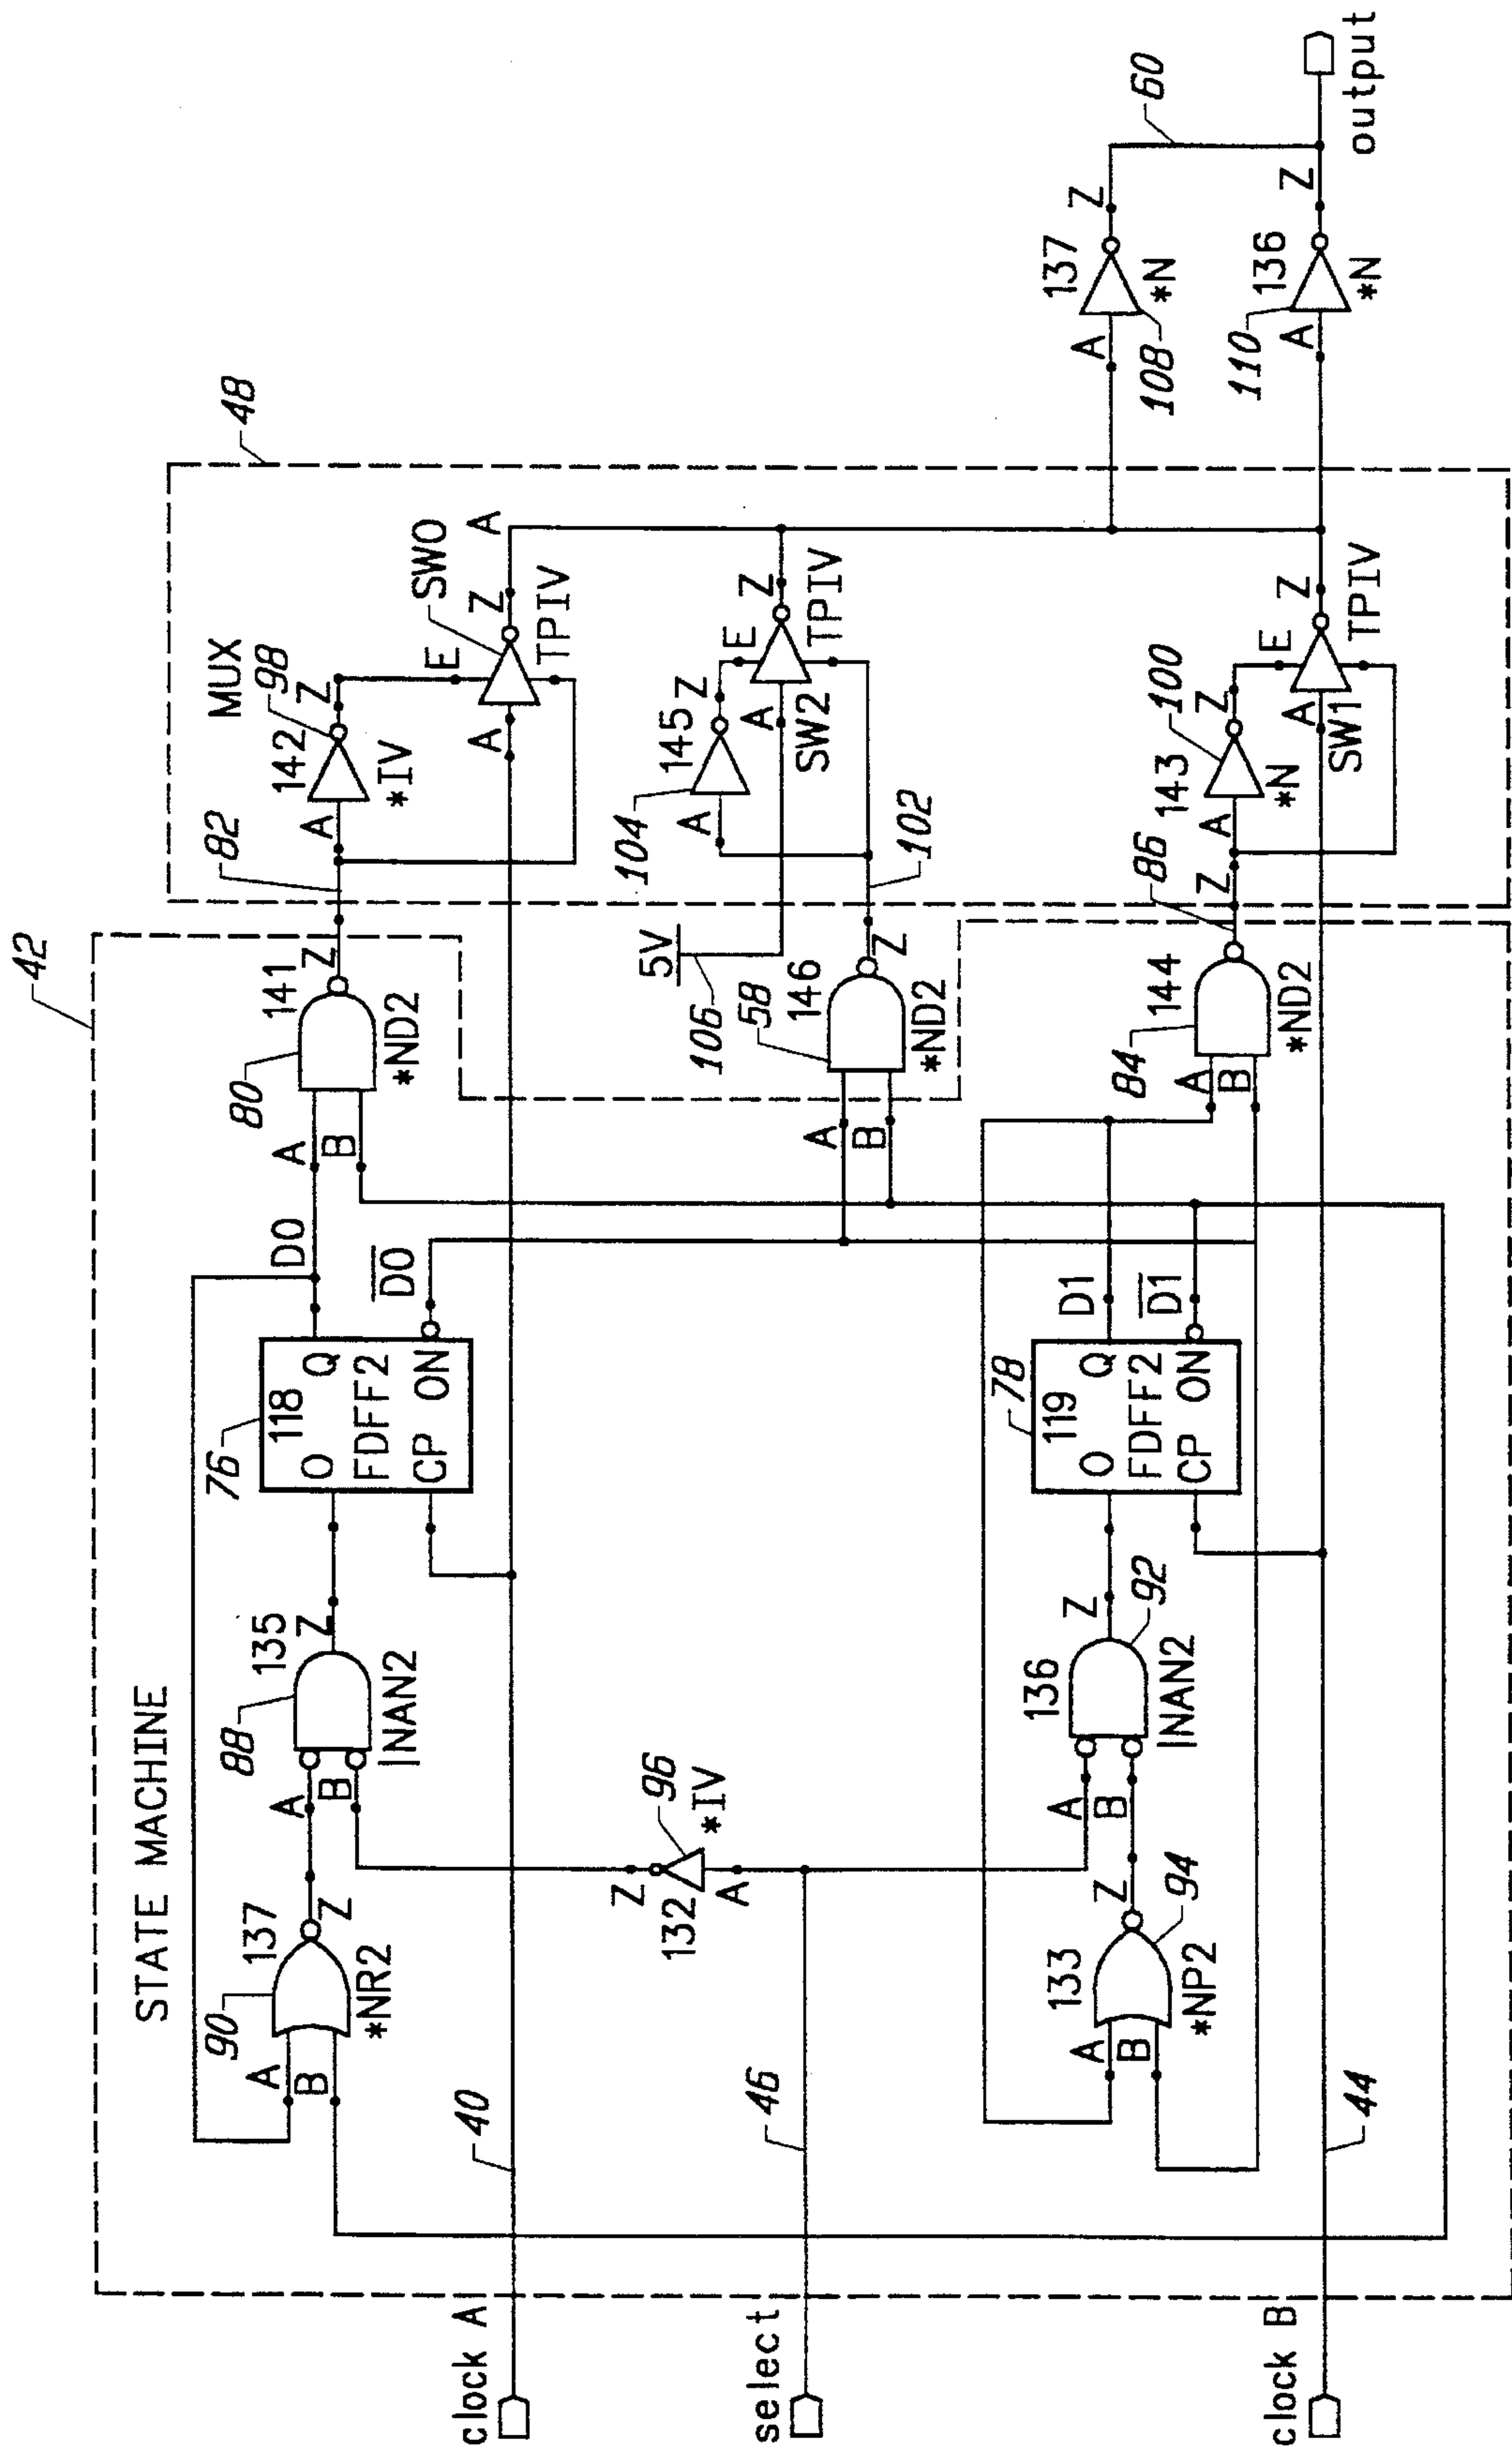 42
48
STATE MACHINE
MUX
90
137
A
B
Z
*NR2
88
135
A
B
Z
INAN2
76
118
O
Q
FDFF2
CP
ON
D0
D0
80
141
A
B
Z
*ND2
82
142
98
A
Z
*IV
E
SW0
A
Z
TPIV
A
clock A
40
select
46
132
A
Z
96
*IV
5V
106
58
146
A
B
Z
*ND2
102
104
145
A
Z
E
A
Z
SW2
TPIV
137
A
Z
*N
108
60
clock B
44
133
A
B
Z
*NP2
94
136
A
B
Z
INAN2
92
78
119
O
Q
FDFF2
CP
ON
D1
D1
84
144
A
B
Z
*ND2
86
143
100
A
Z
*N
E
A
Z
SW1
TPIV
136
A
Z
*N
110
output